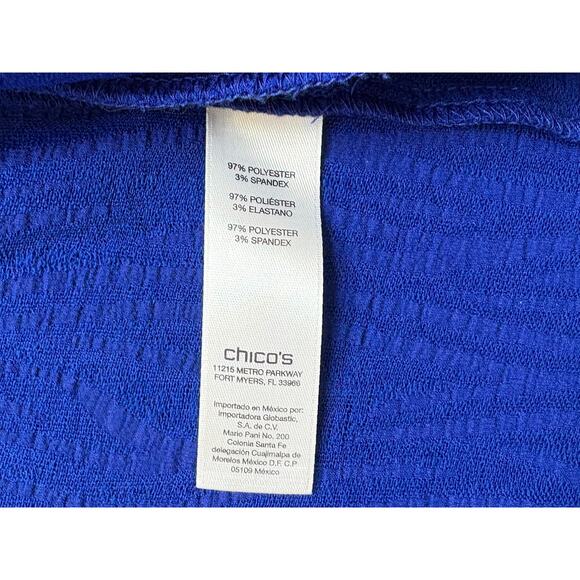 97% POLYESTER
3% SPANDEX
97% POLIÉSTER
3% ELASTANO
97% POLYESTER
3% SPANDEX
chico's
11215 METRO PARKWAY
FORT MYERS, FL 33966
Importado en México por:
Importadora Globastic,
S.A. de C.V.
Mario Pani No. 200
Colonia Santa Fe
delegación Cuajimalpa de
Morelos México D.F. C.P
05109 México